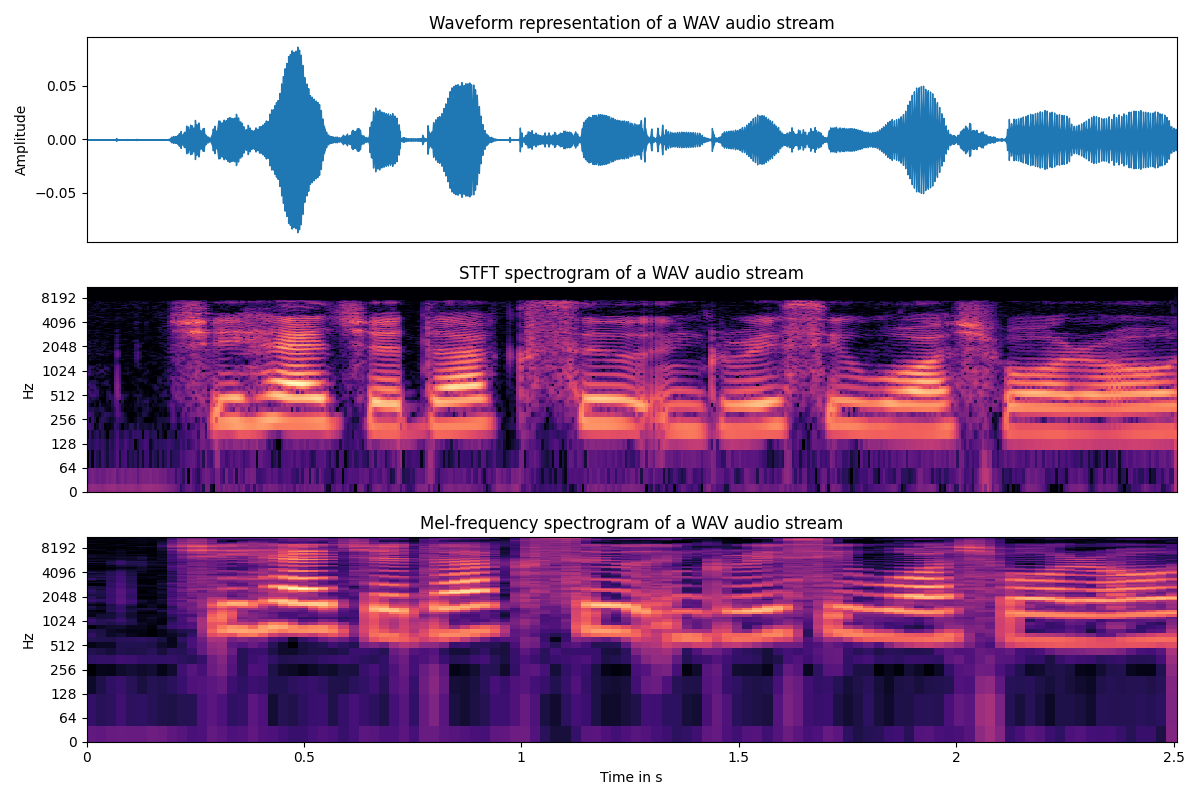 Waveform representation of a WAV audio stream
0.05
0.00
−0.05
Amplitude
STFT spectrogram of a WAV audio stream
8192
4096
2048
1024
512
256
128
64
0
Hz
Mel-frequency spectrogram of a WAV audio stream
8192
4096
2048
1024
512
256
128
64
0
Hz
0 0.5 1 1.5 2 2.5
Time in s